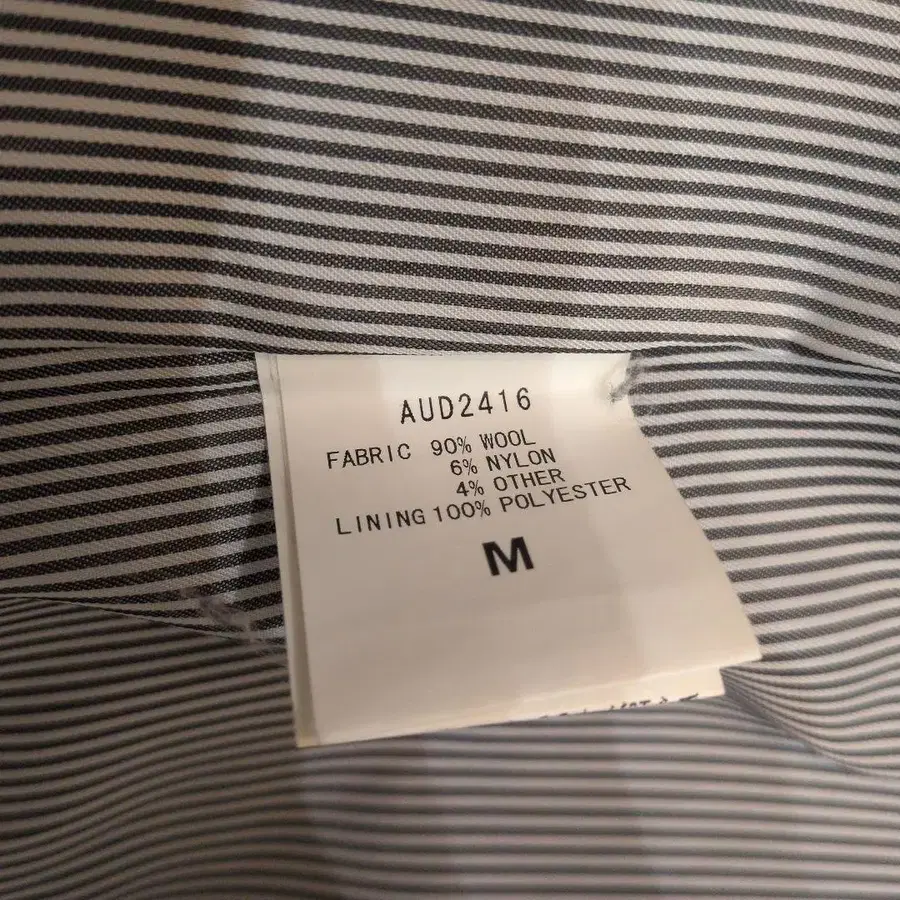 AUD2416
FABRIC 90% WOOL
6% NYLON
4% OTHER
LINING 100% POLYESTER
M